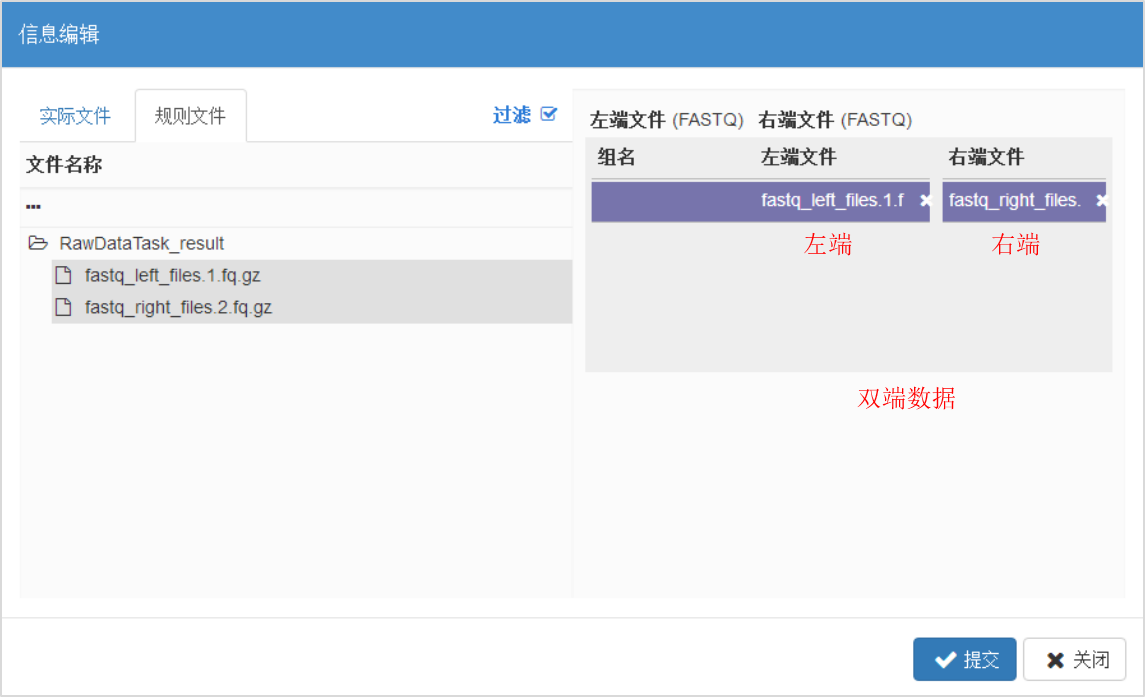 信息编辑
实际文件 规则文件 过滤
文件名称
...
RawDataTask_result
fastq_left_files.1.fq.gz
fastq_right_files.2.fq.gz
左端文件 (FASTQ) 右端文件 (FASTQ)
组名 左端文件 右端文件
fastq_left_files.1.f fastq_right_files.
左端 右端
双端数据
提交 关闭